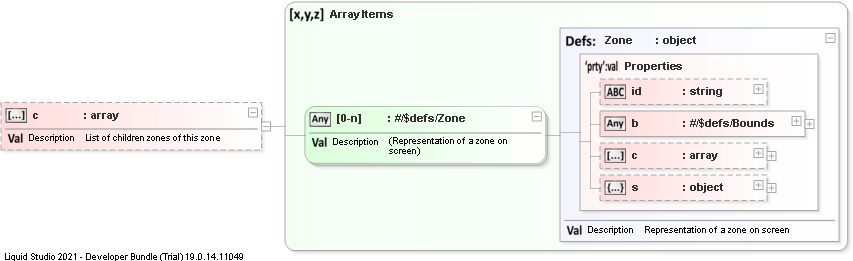 [x,y,z] ArrayItems
Defs: Zone : object
'prty':val Properties
ABC id : string
Any b : #/$defs/Bounds
[...] c : array
{...} s : object
Val Description Representation of a zone on screen
Any [0-n] : #/$defs/Zone
Val Description (Representation of a zone on
screen)
[...] c : array
Val Description List of children zones of this zone
Liquid Studio 2021 - Developer Bundle (Trial) 19.0.14.11049